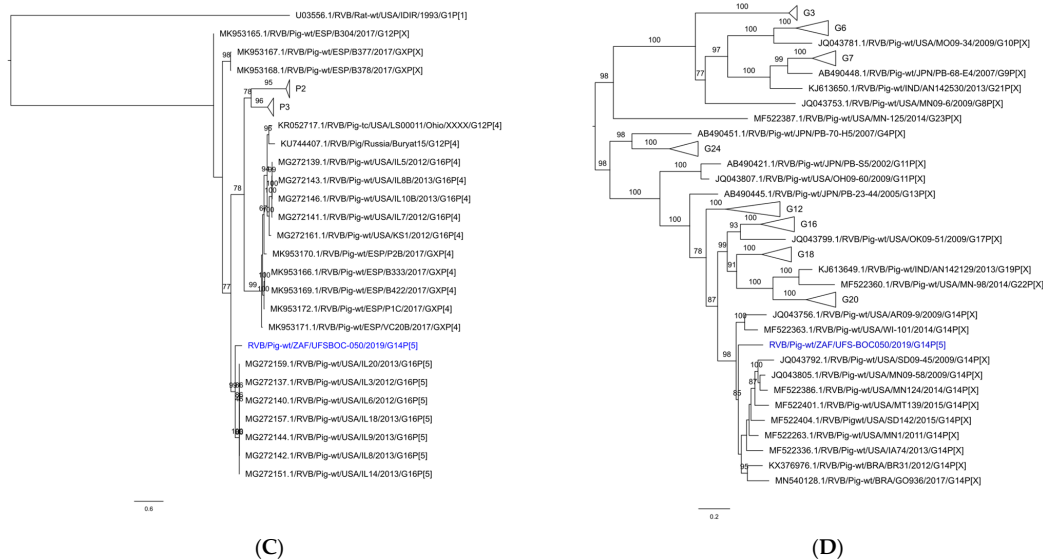 U03556.1/RVB/Rat-wt/USA/IDIR/1993/G1P[1]
MK953165.1/RVB/Pig-wt/ESP/B304/2017/G12P[X]
98
MK953167.1/RVB/Pig-wt/ESP/B377/2017/GXP[X]
MK953168.1/RVB/Pig-wt/ESP/B378/2017/GXP[X]
95
P2
78
96
P3
KR052717.1/RVB/Pig-tc/USA/LS00011/Ohio/XXXX/G12P[4]
96
KU744407.1/RVB/Pig/Russia/Buryat15/G12P[4]
MG272139.1/RVB/Pig-wt/USA/IL5/2012/G16P[4]
94
99
78
MG272143.1/RVB/Pig-wt/USA/IL8B/2013/G16P[4]
100
MG272146.1/RVB/Pig-wt/USA/IL10B/2013/G16P[4]
67
100
MG272141.1/RVB/Pig-wt/USA/IL7/2012/G16P[4]
MG272161.1/RVB/Pig-wt/USA/KS1/2012/G16P[4]
MK953170.1/RVB/Pig-wt/ESP/P2B/2017/GXP[4]
MK953166.1/RVB/Pig-wt/ESP/B333/2017/GXP[4]
100
77
99
100
MK953169.1/RVB/Pig-wt/ESP/B422/2017/GXP[4]
MK953172.1/RVB/Pig-wt/ESP/P1C/2017/GXP[4]
MK953171.1/RVB/Pig-wt/ESP/VC20B/2017/GXP[4]
RVB/Pig-wt/ZAF/UFSBOC-050/2019/G14P[5]
MG272159.1/RVB/Pig-wt/USA/IL20/2013/G16P[5]
MG272137.1/RVB/Pig-wt/USA/IL3/2012/G16P[5]
99
MG272140.1/RVB/Pig-wt/USA/IL6/2012/G16P[5]
MG272157.1/RVB/Pig-wt/USA/IL18/2013/G16P[5]
MG272144.1/RVB/Pig-wt/USA/IL9/2013/G16P[5]
MG272142.1/RVB/Pig-wt/USA/IL8/2013/G16P[5]
MG272151.1/RVB/Pig-wt/USA/IL14/2013/G16P[5]
0.6
(C)
100
G3
100
G6
100
97
JQ043781.1/RVB/Pig-wt/USA/MO09-34/2009/G10P[X]
99
G7
77
100
AB490448.1/RVB/Pig-wt/JPN/PB-68-E4/2007/G9P[X]
98
KJ613650.1/RVB/Pig-wt/IND/AN142530/2013/G21P[X]
JQ043753.1/RVB/Pig-wt/USA/MN09-6/2009/G8P[X]
MF522387.1/RVB/Pig-wt/USA/MN-125/2014/G23P[X]
98
AB490451.1/RVB/Pig-wt/JPN/PB-70-H5/2007/G4P[X]
100
G24
98
100
AB490421.1/RVB/Pig-wt/JPN/PB-S5/2002/G11P[X]
JQ043807.1/RVB/Pig-wt/USA/OH09-60/2009/G11P[X]
100
AB490445.1/RVB/Pig-wt/JPN/PB-23-44/2005/G13P[X]
100
G12
100
93
100
G16
78
99
JQ043799.1/RVB/Pig-wt/USA/OK09-51/2009/G17P[X]
100
G18
91
100
KJ613649.1/RVB/Pig-wt/IND/AN142129/2013/G19P[X]
100
MF522360.1/RVB/Pig-wt/USA/MN-98/2014/G22P[X]
87
100
G20
JQ043756.1/RVB/Pig-wt/USA/AR09-9/2009/G14P[X]
100
MF522363.1/RVB/Pig-wt/USA/WI-101/2014/G14P[X]
RVB/Pig-wt/ZAF/UFS-BOC050/2019/G14P[5]
98
JQ043792.1/RVB/Pig-wt/USA/SD09-45/2009/G14P[X]
JQ043805.1/RVB/Pig-wt/USA/MN09-58/2009/G14P[X]
87
MF522386.1/RVB/Pig-wt/USA/MN124/2014/G14P[X]
85
MF522401.1/RVB/Pig-wt/USA/MT139/2015/G14P[X]
MF522404.1/RVB/Pigwt/USA/SD142/2015/G14P[X]
MF522263.1/RVB/Pig-wt/USA/MN1/2011/G14P[X]
MF522336.1/RVB/Pig-wt/USA/IA74/2013/G14P[X]
95
KX376976.1/RVB/Pig-wt/BRA/BR31/2012/G14P[X]
MN540128.1/RVB/Pig-wt/BRA/GO936/2017/G14P[X]
0.2
(D)